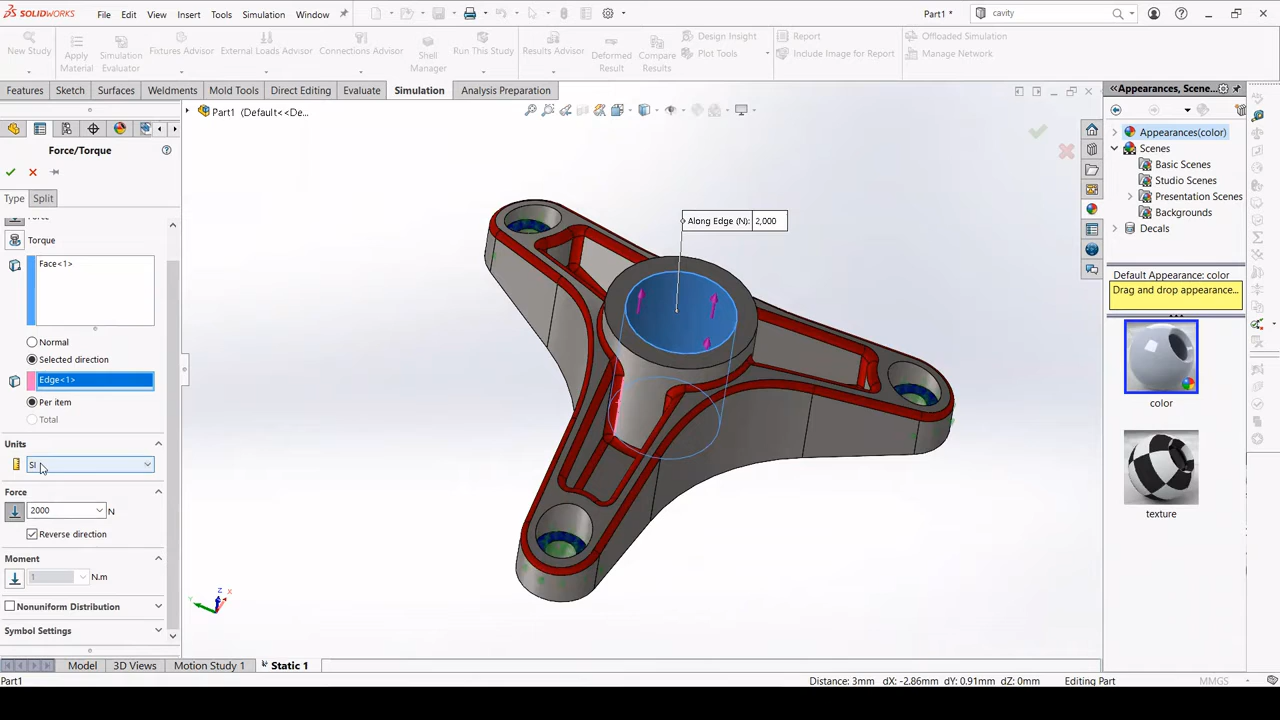 SOLIDWORKS File Edit View Insert Tools Simulation Window Part1 * cavity
New Study Apply Material Simulation Evaluator Fixtures Advisor External Loads Advisor Connections Advisor Shell Manager Run This Study Results Advisor Deformed Result Compare Results Design Insight Plot Tools Report Include Image for Report Offloaded Simulation Manage Network
Features Sketch Surfaces Weldments Mold Tools Direct Editing Evaluate Simulation Analysis Preparation
Part1 (Default<<De...
Appearances, Scene...
Force/Torque
Type Split
Torque
Face<1>
Normal
Selected direction
Edge<1>
Per item
Total
Units
SI
Force
2000 N
Reverse direction
Moment
1 N.m
Nonuniform Distribution
Symbol Settings
Along Edge (N): 2,000
Z X Y
Appearances(color)
Scenes
Basic Scenes
Studio Scenes
Presentation Scenes
Backgrounds
Decals
Default Appearance: color
Drag and drop appearance...
color
texture
Model 3D Views Motion Study 1 Static 1
Part1 Distance: 3mm dX: -2.86mm dY: 0.91mm dZ: 0mm Editing Part MMGS